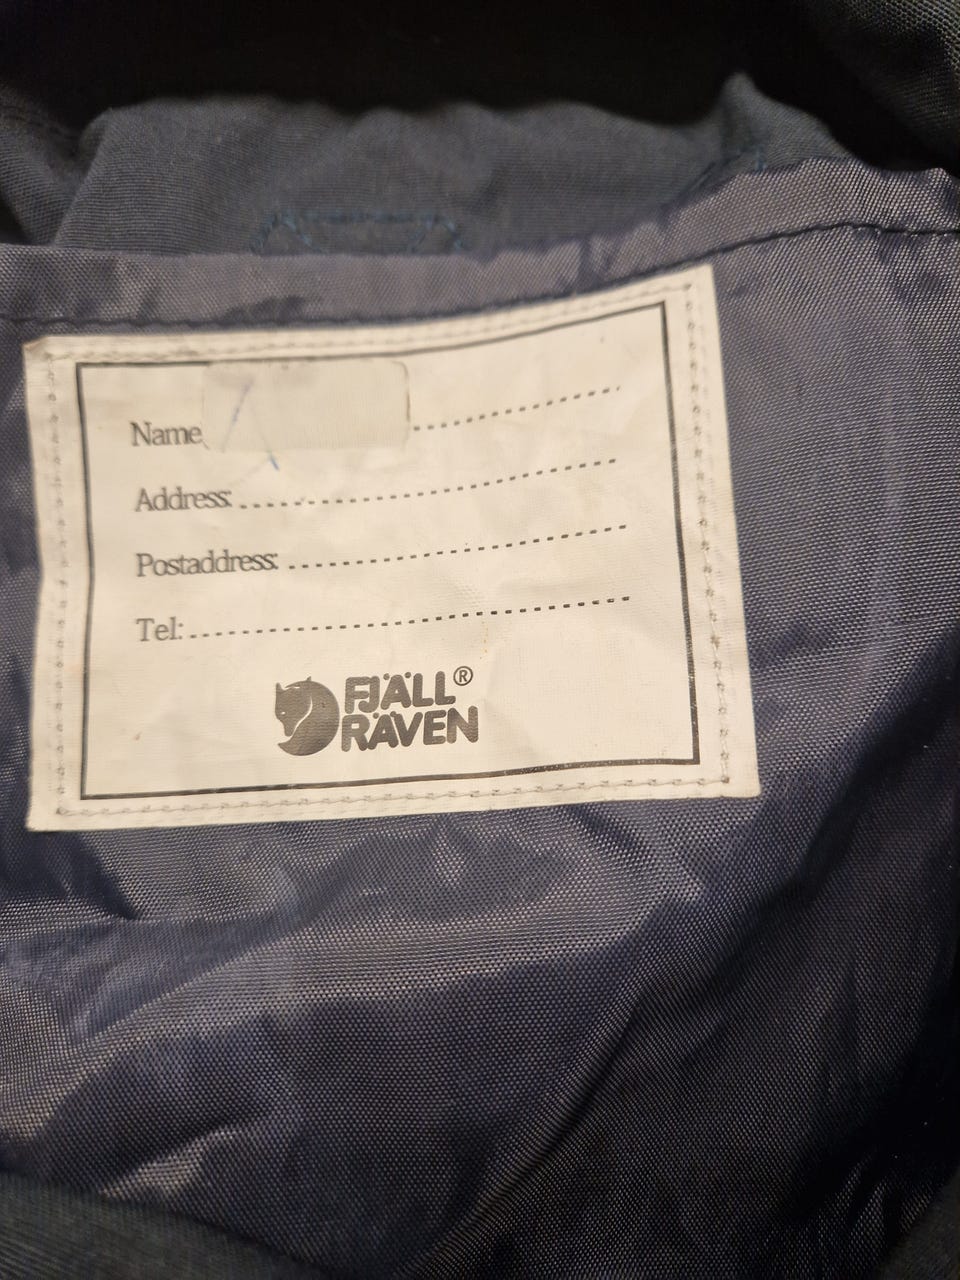 Name
Address:
Postaddress:
Tel:
FJÄLL®
RÄVEN